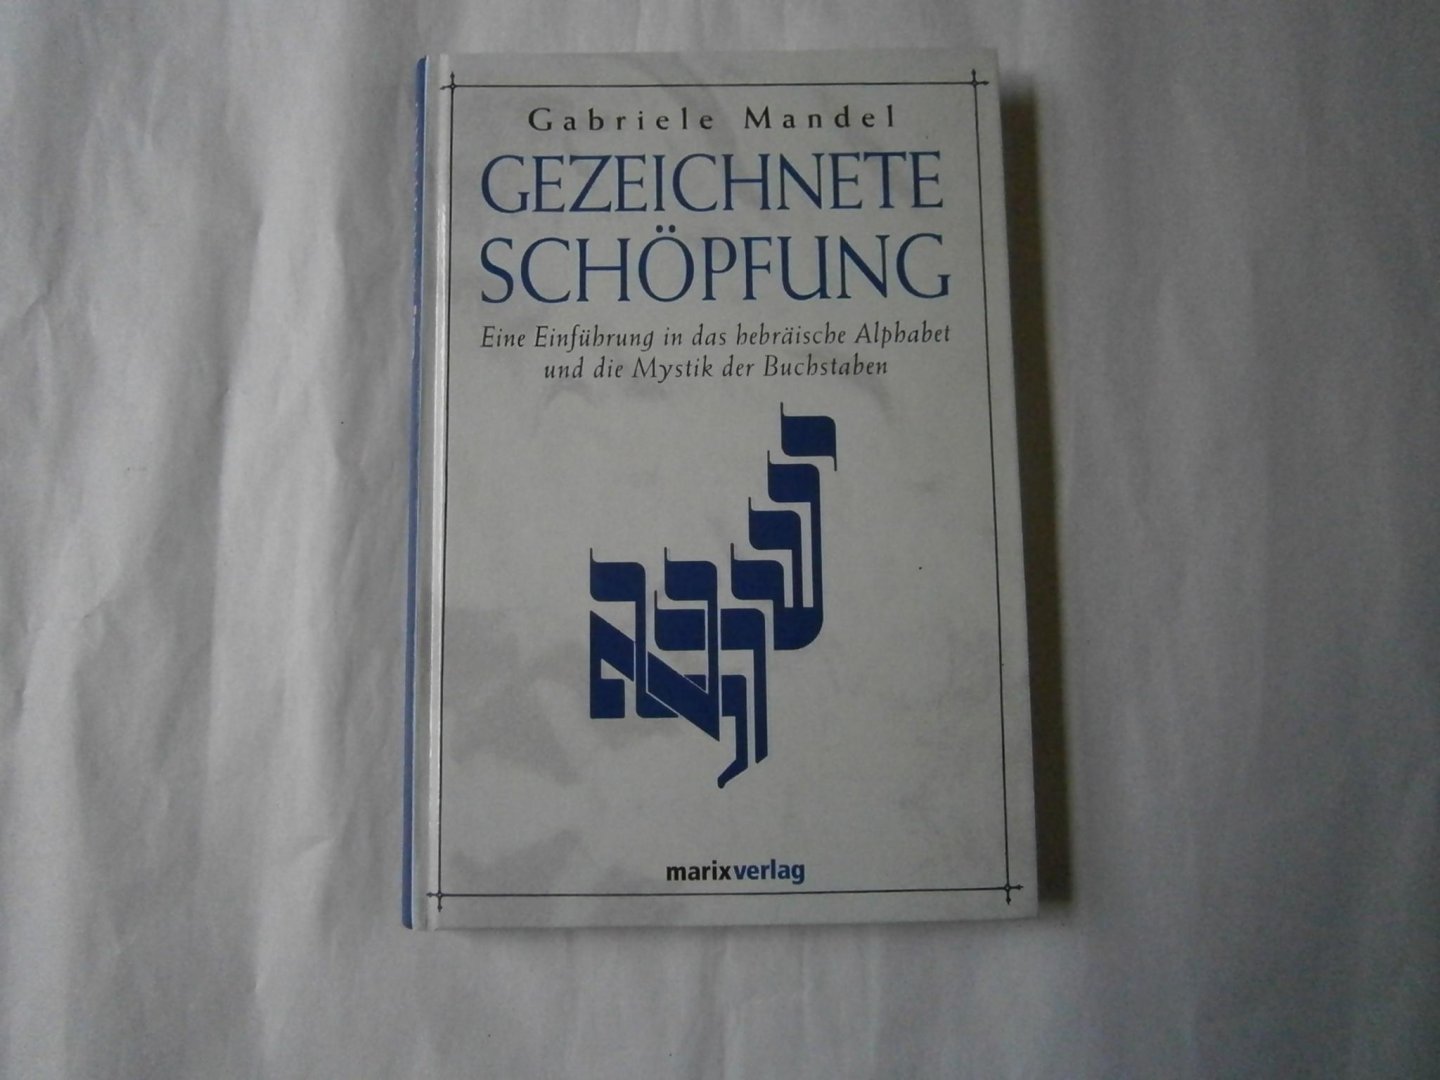 Gabriele Mandel
GEZEICHNETE
SCHÖPFUNG
Eine Einführung in das hebräische Alphabet
und die Mystik der Buchstaben
marixverlag